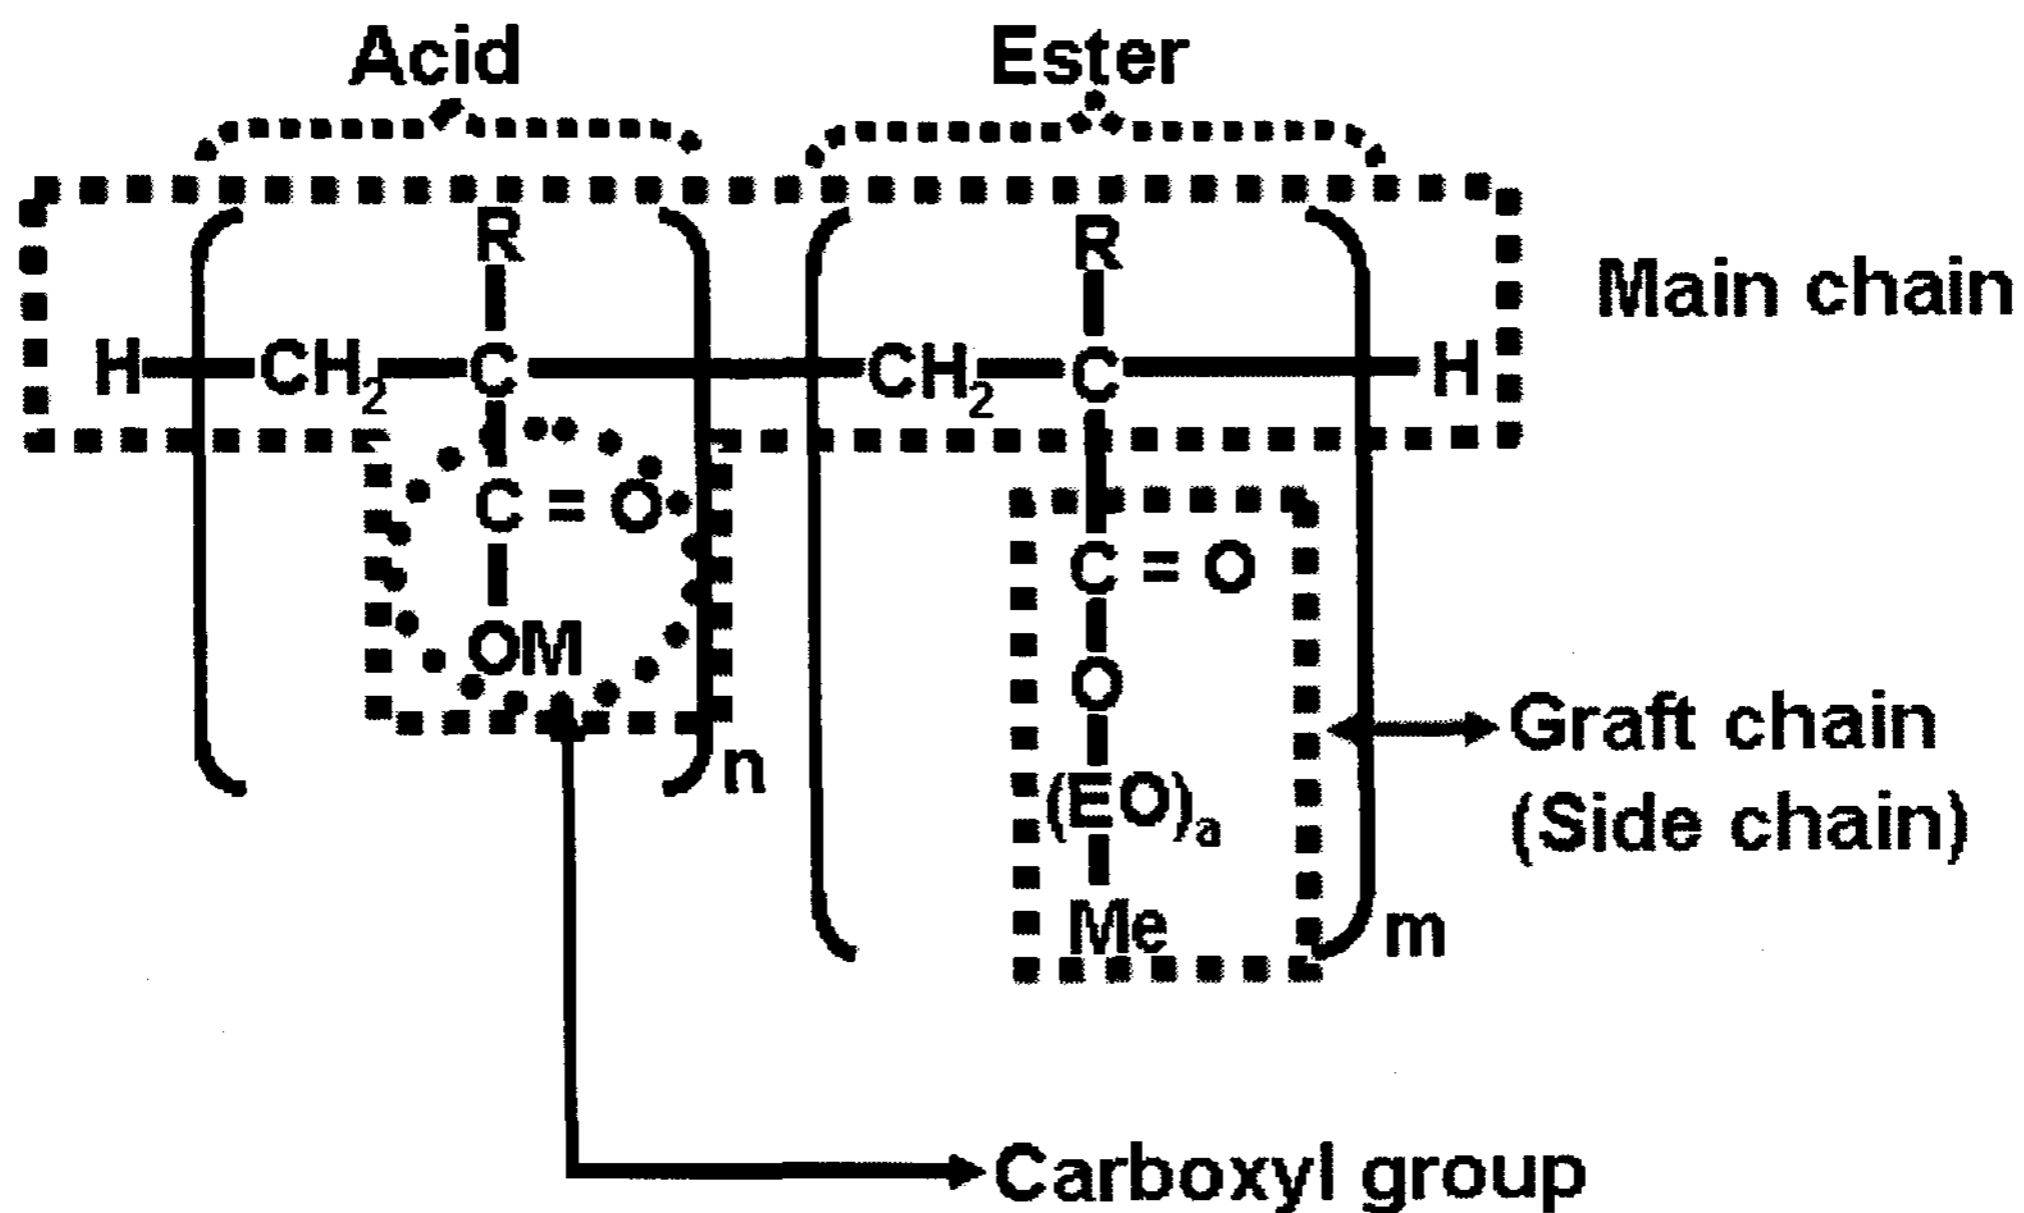 Acid Ester
R R
Main chain
H CH₂ C CH₂ C H
C = O
C = O
OM
O
Graft chain
n
(EO)ₐ
(Side chain)
Me
m
Carboxyl group